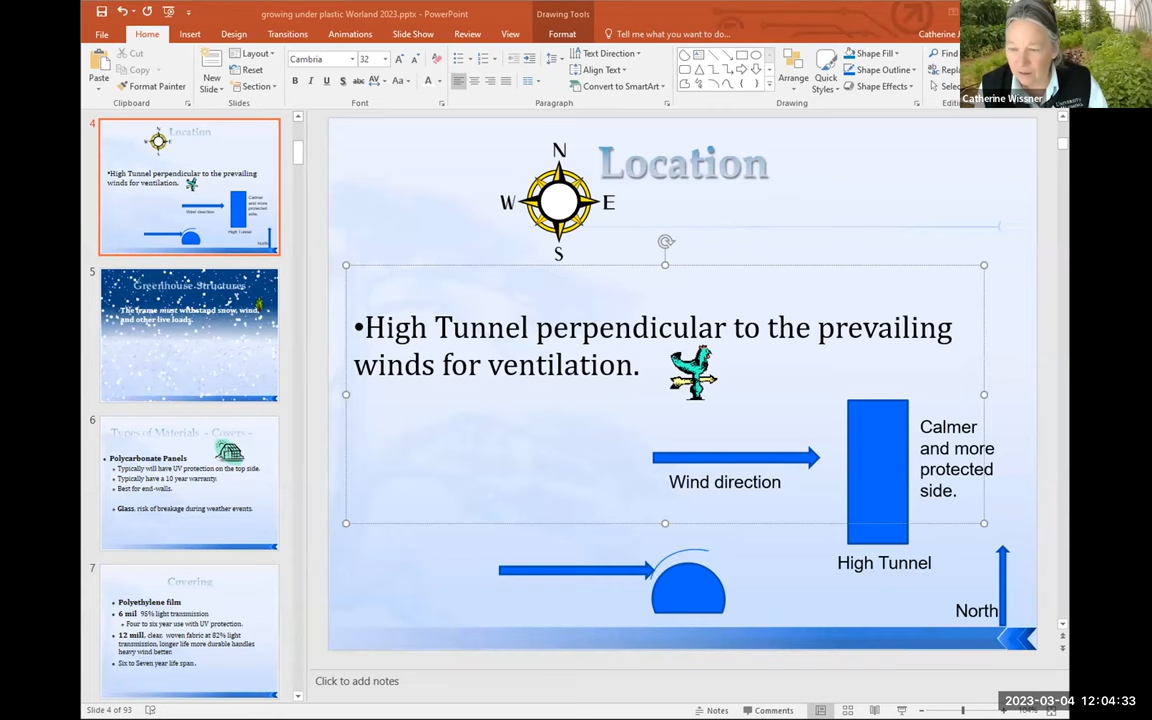 growing under plastic Worland 2023.pptx - PowerPoint
Drawing Tools
File Home Insert Design Transitions Animations Slide Show Review View Format Tell me what you want to do... Catherine J
Paste
Cut
Copy
Format Painter
Clipboard
New Slide
Layout
Reset
Section
Slides
Cambria 32
B I U S abc AV Aa A
Font
Text Direction
Align Text
Convert to SmartArt
Paragraph
Arrange
Quick Styles
Shape Fill
Shape Outline
Shape Effects
Drawing
Find
Repla
Selec
Editi
Catherine Wissner
4
Location
•High Tunnel perpendicular to the prevailing
winds for ventilation.
Wind direction
Calmer
and more
protected
side.
High Tunnel
North
5
Greenhouse Structures
The frame must withstand snow, wind,
and other live loads.
6
Types of Materials - Covers -
• Polycarbonate Panels
Typically will have UV protection on the top side.
Typically have a 10 year warranty.
Best for end-walls.
Glass, risk of breakage during weather events.
7
Covering
• Polyethylene film
• 6 mil 95% light transmission
Four to six year use with UV protection.
• 12 mill, clear, woven fabric at 82% light
transmission, longer life more durable handles
heavy wind better.
• Six to Seven year life span.
N
W E
S
Location
•High Tunnel perpendicular to the prevailing
winds for ventilation.
Wind direction
Calmer
and more
protected
side.
High Tunnel
North
Click to add notes
Slide 4 of 93
Notes
Comments
2023-03-04 12:04:33